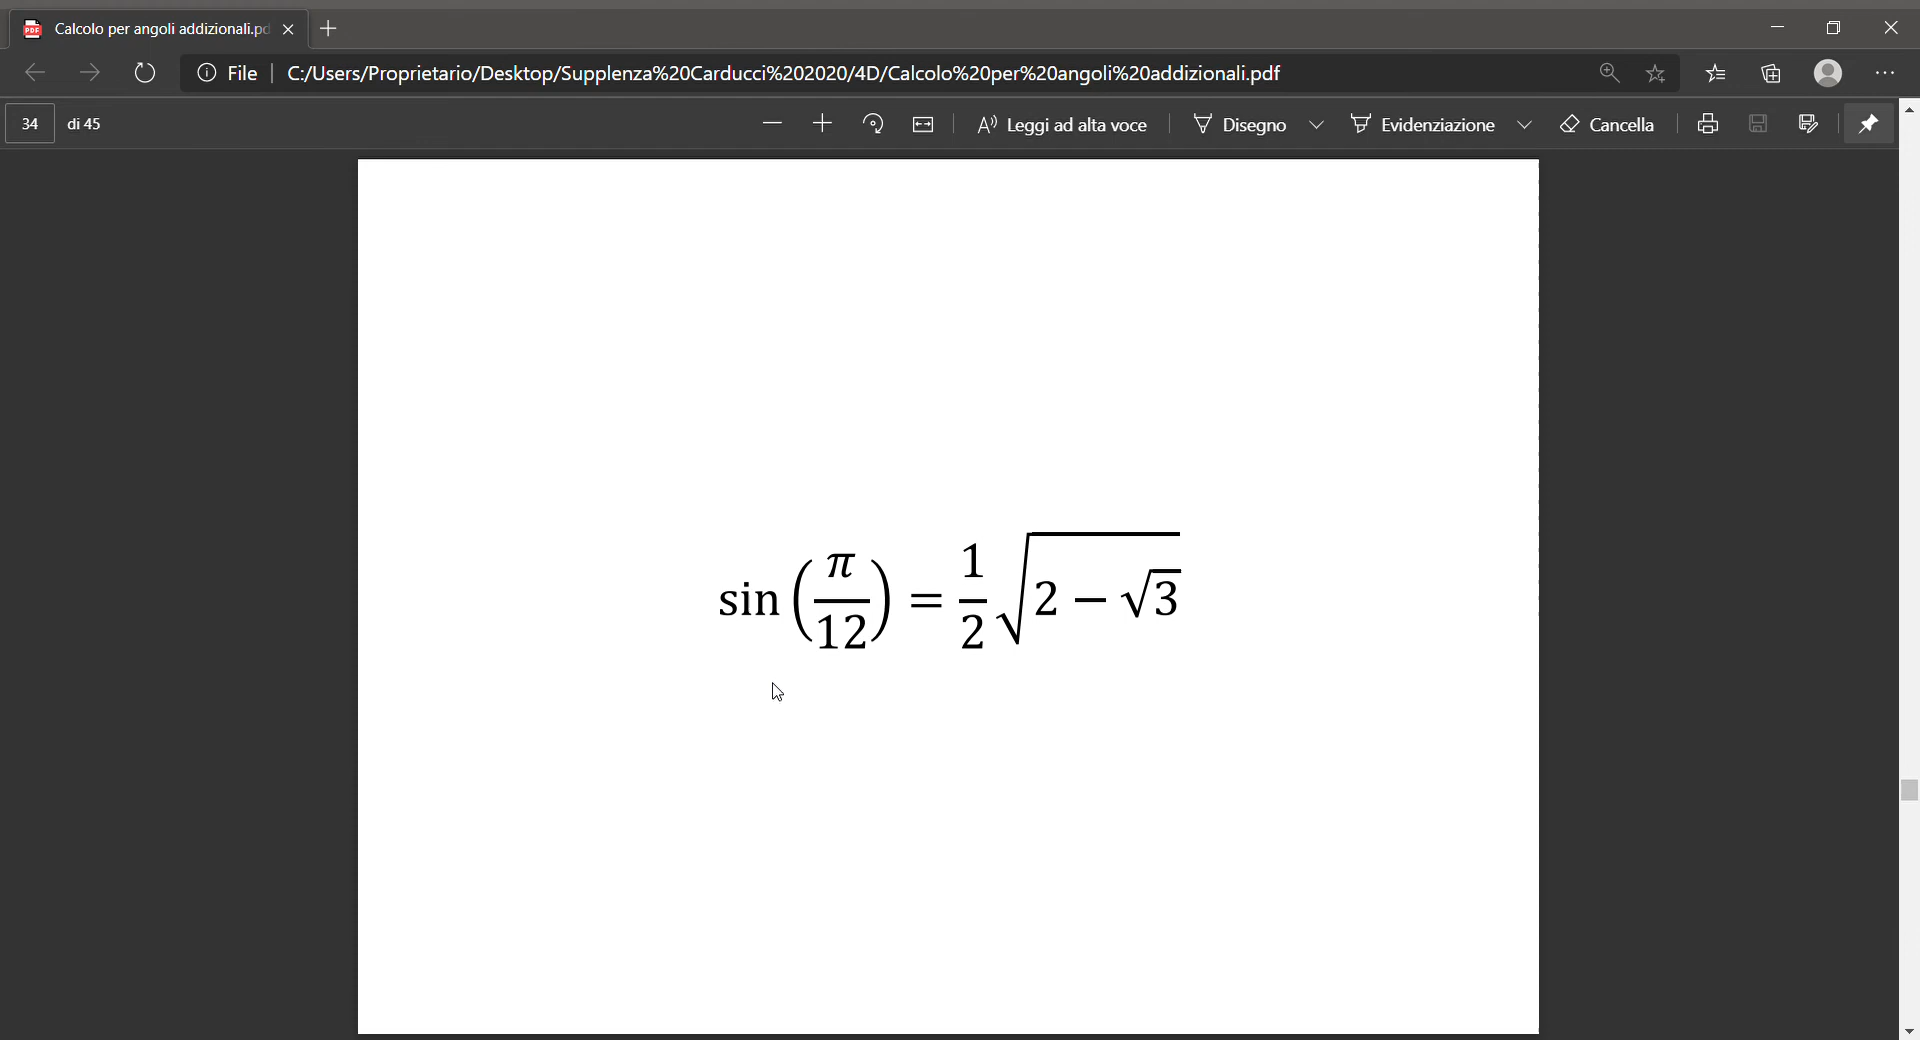 Calcolo per angoli addizionali.pd
File
C:/Users/Proprietario/Desktop/Supplenza%20Carducci%202020/4D/Calcolo%20per%20angoli%20addizionali.pdf
34 di 45
Leggi ad alta voce
Disegno
Evidenziazione
Cancella
sin(π/12) = 1/2 √(2 − √3)